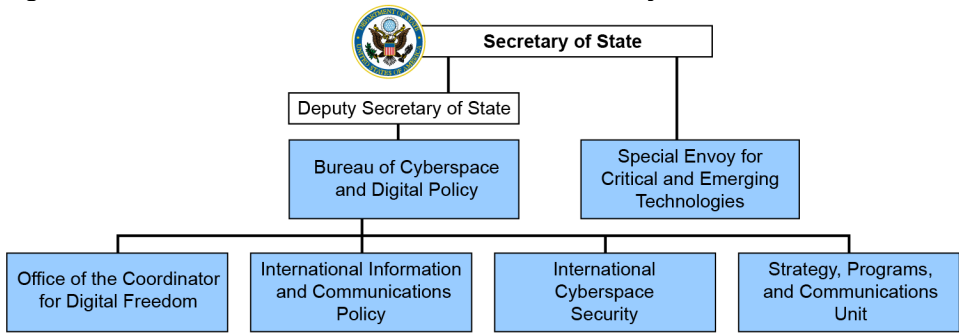 Secretary of State
Deputy Secretary of State
Bureau of Cyberspace
and Digital Policy
Special Envoy for
Critical and Emerging
Technologies
Office of the Coordinator
for Digital Freedom
International Information
and Communications
Policy
International
Cyberspace
Security
Strategy, Programs,
and Communications
Unit